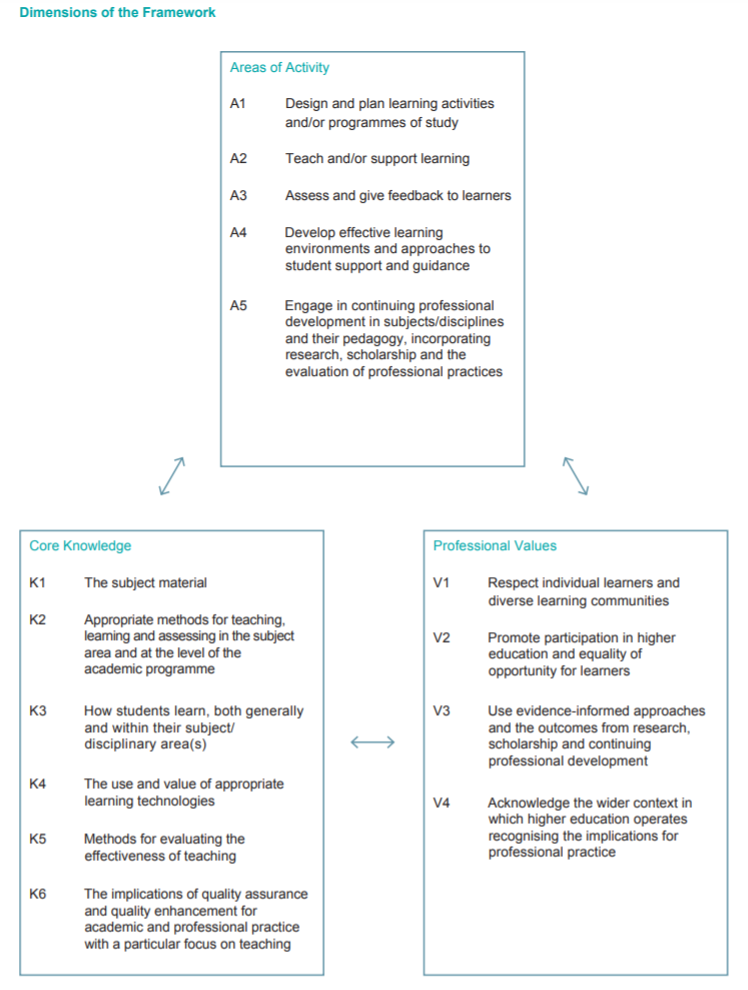 Dimensions of the Framework
Areas of Activity
A1 Design and plan learning activities
and/or programmes of study
A2 Teach and/or support learning
A3 Assess and give feedback to learners
A4 Develop effective learning
environments and approaches to
student support and guidance
A5 Engage in continuing professional
development in subjects/disciplines
and their pedagogy, incorporating
research, scholarship and the
evaluation of professional practices
Core Knowledge
K1 The subject material
K2 Appropriate methods for teaching,
learning and assessing in the subject
area and at the level of the
academic programme
K3 How students learn, both generally
and within their subject/
disciplinary area(s)
K4 The use and value of appropriate
learning technologies
K5 Methods for evaluating the
effectiveness of teaching
K6 The implications of quality assurance
and quality enhancement for
academic and professional practice
with a particular focus on teaching
Professional Values
V1 Respect individual learners and
diverse learning communities
V2 Promote participation in higher
education and equality of
opportunity for learners
V3 Use evidence-informed approaches
and the outcomes from research,
scholarship and continuing
professional development
V4 Acknowledge the wider context in
which higher education operates
recognising the implications for
professional practice